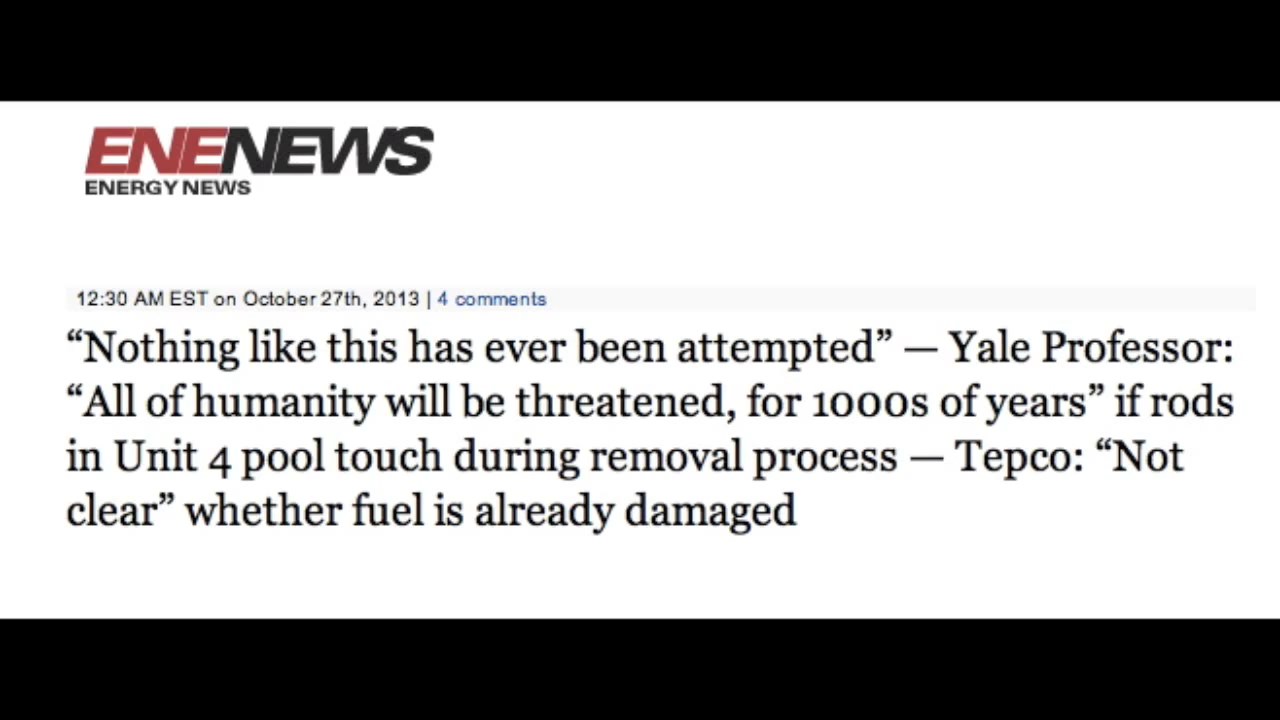 ENENEWS
ENERGY NEWS
12:30 AM EST on October 27th, 2013 | 4 comments
“Nothing like this has ever been attempted” — Yale Professor:
“All of humanity will be threatened, for 1000s of years” if rods
in Unit 4 pool touch during removal process — Tepco: “Not
clear” whether fuel is already damaged